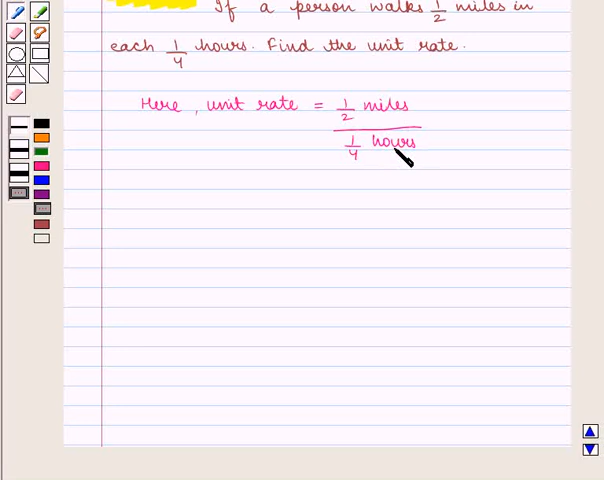 If a person walks 1/2 miles in
each 1/4 hours. Find the unit rate.
Here, unit rate = 1/2 miles
1/4 hours